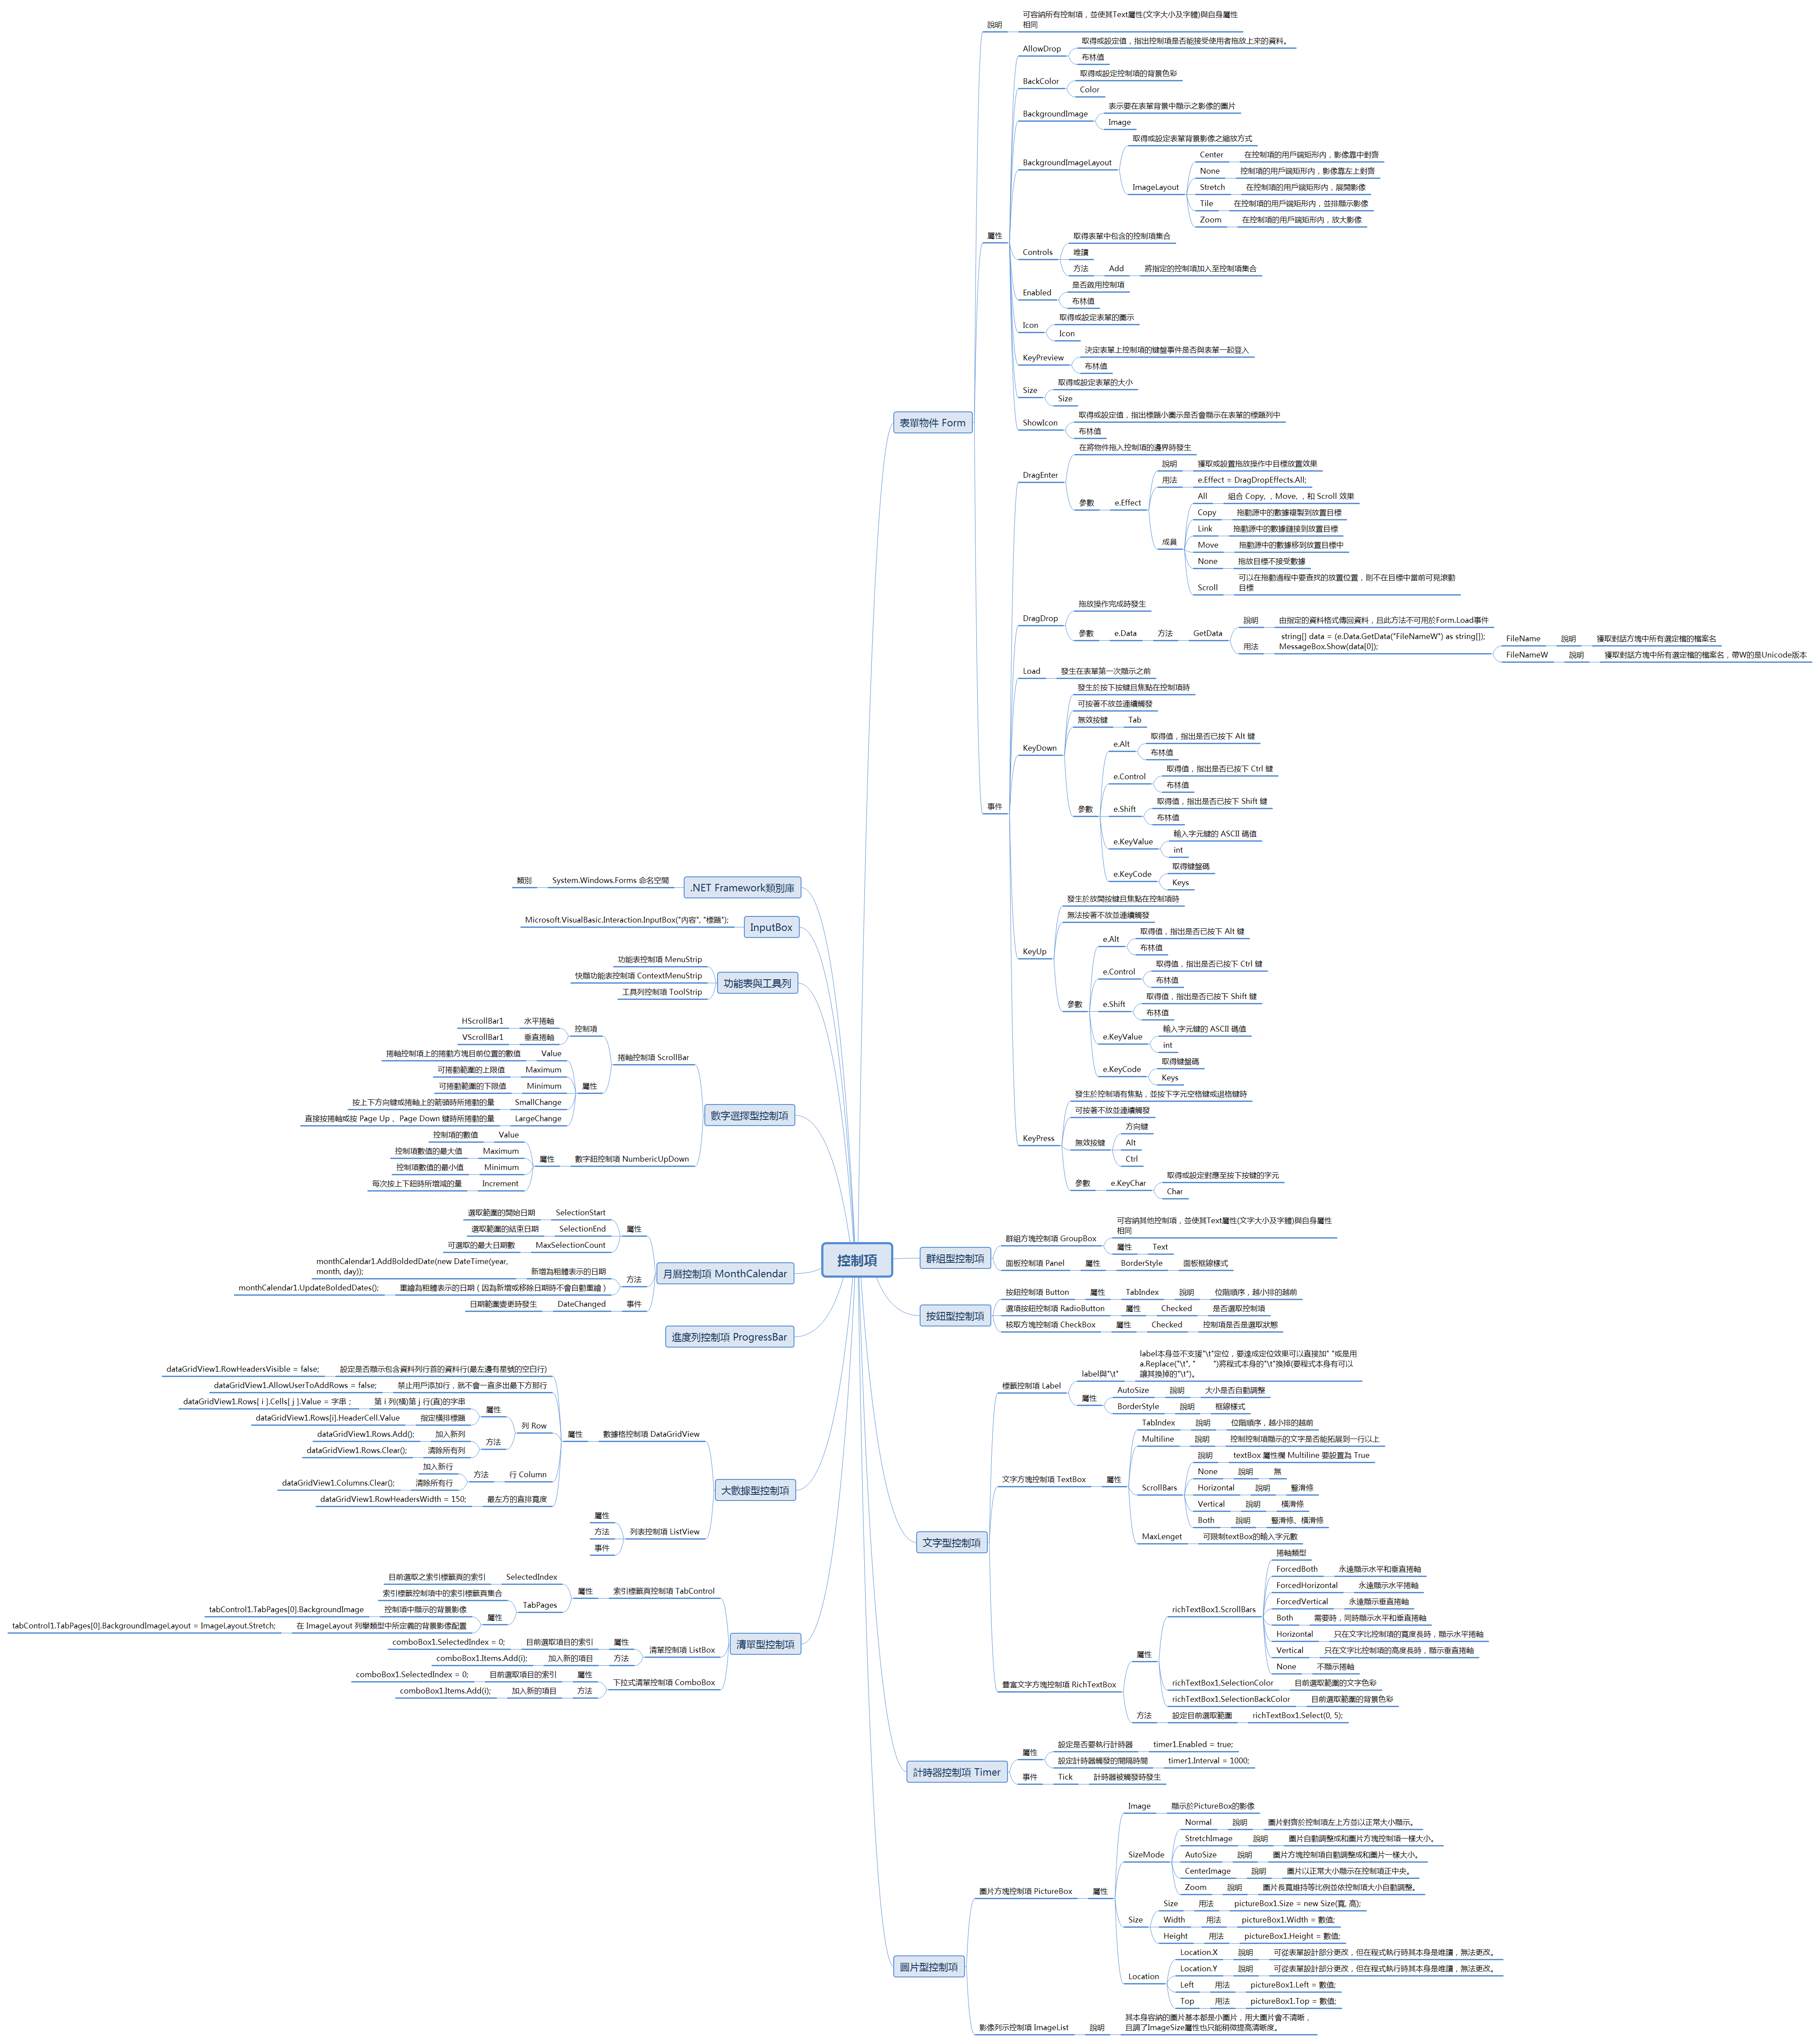 控制項
表單物件 Form
說明
可容納所有控制項，並使其Text屬性(文字大小及字體)與自身屬性
相同
屬性
AllowDrop
取得或設定值，指出控制項是否能接受使用者拖放上來的資料。
布林值
BackColor
取得或設定控制項的背景色彩
Color
BackgroundImage
表示要在表單背景中顯示之影像的圖片
Image
BackgroundImageLayout
取得或設定表單背景影像之縮放方式
ImageLayout
Center
在控制項的用戶端矩形內，影像靠中對齊
None
控制項的用戶端矩形內，影像靠左上對齊
Stretch
在控制項的用戶端矩形內，展開影像
Tile
在控制項的用戶端矩形內，並排顯示影像
Zoom
在控制項的用戶端矩形內，放大影像
Controls
取得表單中包含的控制項集合
唯讀
方法
Add
將指定的控制項加入至控制項集合
Enabled
是否啟用控制項
布林值
Icon
取得或設定表單的圖示
Icon
KeyPreview
決定表單上控制項的鍵盤事件是否與表單一起登入
布林值
Size
取得或設定表單的大小
Size
ShowIcon
取得或設定值，指出標題小圖示是否會顯示在表單的標題列中
布林值
事件
DragEnter
在將物件拖入控制項的邊界時發生
參數
e.Effect
說明
獲取或設置拖放操作中目標放置效果
用法
e.Effect = DragDropEffects.All;
成員
All
組合 Copy, , Move, , 和 Scroll 效果
Copy
拖動源中的數據複製到放置目標
Link
拖動源中的數據鏈接到放置目標
Move
拖動源中的數據移到放置目標中
None
拖放目標不接受數據
Scroll
可以在拖動過程中要查找的放置位置，則不在目標中當前可見滾動
目標
DragDrop
拖放操作完成時發生
參數
e.Data
方法
GetData
說明
由指定的資料格式傳回資料，且此方法不可用於Form.Load事件
用法
string[] data = (e.Data.GetData("FileNameW") as string[]);
MessageBox.Show(data[0]);
FileName
說明
獲取對話方塊中所有選定檔的檔案名
FileNameW
說明
獲取對話方塊中所有選定檔的檔案名，帶W的是Unicode版本
Load
發生在表單第一次顯示之前
KeyDown
發生於按下按鍵且焦點在控制項時
可按著不放並連續觸發
無效按鍵
Tab
參數
e.Alt
取得值，指出是否已按下 Alt 鍵
布林值
e.Control
取得值，指出是否已按下 Ctrl 鍵
布林值
e.Shift
取得值，指出是否已按下 Shift 鍵
布林值
e.KeyValue
輸入字元鍵的 ASCII 碼值
int
e.KeyCode
取得鍵盤碼
Keys
KeyUp
發生於放開按鍵且焦點在控制項時
無法按著不放並連續觸發
參數
e.Alt
取得值，指出是否已按下 Alt 鍵
布林值
e.Control
取得值，指出是否已按下 Ctrl 鍵
布林值
e.Shift
取得值，指出是否已按下 Shift 鍵
布林值
e.KeyValue
輸入字元鍵的 ASCII 碼值
int
e.KeyCode
取得鍵盤碼
Keys
KeyPress
發生於控制項有焦點，並按下字元空格鍵或退格鍵時
可按著不放並連續觸發
無效按鍵
方向鍵
Alt
Ctrl
參數
e.KeyChar
取得或設定對應至按下按鍵的字元
Char
群組型控制項
群組方塊控制項 GroupBox
可容納其他控制項，並使其Text屬性(文字大小及字體)與自身屬性
相同
屬性
Text
面板控制項 Panel
屬性
BorderStyle
面板框線樣式
按鈕型控制項
按鈕控制項 Button
屬性
TabIndex
說明
位階順序，越小排的越前
選項按鈕控制項 RadioButton
屬性
Checked
是否選取控制項
核取方塊控制項 CheckBox
屬性
Checked
控制項是否是選取狀態
文字型控制項
標籤控制項 Label
label與"\t"
label本身並不支援"\t"定位，要達成定位效果可以直接加" "或是用
a.Replace("\t", "        ")將程式本身的"\t"換掉(要程式本身有可以
讓其換掉的"\t")。
屬性
AutoSize
說明
大小是否自動調整
BorderStyle
說明
框線樣式
文字方塊控制項 TextBox
屬性
TabIndex
說明
位階順序，越小排的越前
Multiline
說明
控制控制項顯示的文字是否能拓展到一行以上
ScrollBars
說明
textBox 屬性欄 Multiline 要設置為 True
None
說明
無
Horizontal
說明
豎滑條
Vertical
說明
橫滑條
Both
說明
豎滑條、橫滑條
MaxLenget
可限制textBox的輸入字元數
豐富文字方塊控制項 RichTextBox
屬性
richTextBox1.ScrollBars
捲軸類型
ForcedBoth
永遠顯示水平和垂直捲軸
ForcedHorizontal
永遠顯示水平捲軸
ForcedVertical
永遠顯示垂直捲軸
Both
需要時，同時顯示水平和垂直捲軸
Horizontal
只在文字比控制項的寬度長時，顯示水平捲軸
Vertical
只在文字比控制項的高度長時，顯示垂直捲軸
None
不顯示捲軸
richTextBox1.SelectionColor
目前選取範圍的文字色彩
richTextBox1.SelectionBackColor
目前選取範圍的背景色彩
方法
設定目前選取範圍
richTextBox1.Select(0, 5);
計時器控制項 Timer
屬性
設定是否要執行計時器
timer1.Enabled = true;
設定計時器觸發的間隔時間
timer1.Interval = 1000;
事件
Tick
計時器被觸發時發生
圖片型控制項
圖片方塊控制項 PictureBox
屬性
Image
顯示於PictureBox的影像
SizeMode
Normal
說明
圖片對齊於控制項左上方並以正常大小顯示。
StretchImage
說明
圖片自動調整成和圖片方塊控制項一樣大小。
AutoSize
說明
圖片方塊控制項自動調整成和圖片一樣大小。
CenterImage
說明
圖片以正常大小顯示在控制項正中央。
Zoom
說明
圖片長寬維持等比例並依控制項大小自動調整。
Size
Size
用法
pictureBox1.Size = new Size(寬, 高);
Width
用法
pictureBox1.Width = 數值;
Height
用法
pictureBox1.Height = 數值;
Location
Location.X
說明
可從表單設計部分更改，但在程式執行時其本身是唯讀，無法更改。
Location.Y
說明
可從表單設計部分更改，但在程式執行時其本身是唯讀，無法更改。
Left
用法
pictureBox1.Left = 數值;
Top
用法
pictureBox1.Top = 數值;
影像列示控制項 ImageList
說明
其本身容納的圖片基本都是小圖片，用大圖片會不清晰，
且調了ImageSize屬性也只能稍微提高清晰度。
.NET Framework類別庫
System.Windows.Forms 命名空間
類別
InputBox
Microsoft.VisualBasic.Interaction.InputBox("內容", "標題");
功能表與工具列
功能表控制項 MenuStrip
快顯功能表控制項 ContextMenuStrip
工具列控制項 ToolStrip
數字選擇型控制項
捲軸控制項 ScrollBar
控制項
水平捲軸
HScrollBar1
垂直捲軸
VScrollBar1
屬性
Value
捲軸控制項上的捲動方塊目前位置的數值
Maximum
可捲動範圍的上限值
Minimum
可捲動範圍的下限值
SmallChange
按上下方向鍵或捲軸上的箭頭時所捲動的量
LargeChange
直接按捲軸或按 Page Up 、Page Down 鍵時所捲動的量
數字鈕控制項 NumbericUpDown
屬性
Value
控制項的數值
Maximum
控制項數值的最大值
Minimum
控制項數值的最小值
Increment
每次按上下鈕時所增減的量
月曆控制項 MonthCalendar
屬性
SelectionStart
選取範圍的開始日期
SelectionEnd
選取範圍的結束日期
MaxSelectionCount
可選取的最大日期數
方法
新增為粗體表示的日期
monthCalendar1.AddBoldedDate(new DateTime(year,
month, day));
重繪為粗體表示的日期 ( 因為新增或移除日期時不會自動重繪 )
monthCalendar1.UpdateBoldedDates();
事件
DateChanged
日期範圍變更時發生
進度列控制項 ProgressBar
大數據型控制項
數據格控制項 DataGridView
屬性
設定是否顯示包含資料列行首的資料行(最左邊有星號的空白行)
dataGridView1.RowHeadersVisible = false;
禁止用戶添加行，就不會一直多出最下方那行
dataGridView1.AllowUserToAddRows = false;
列 Row
屬性
第 i 列(橫)第 j 行(直)的字串
dataGridView1.Rows[ i ].Cells[ j ].Value = 字串 ;
指定橫排標題
dataGridView1.Rows[i].HeaderCell.Value
方法
加入新列
dataGridView1.Rows.Add();
清除所有列
dataGridView1.Rows.Clear();
行 Column
方法
加入新行
清除所有行
dataGridView1.Columns.Clear();
最左方的直排寬度
dataGridView1.RowHeadersWidth = 150;
列表控制項 ListView
屬性
方法
事件
清單型控制項
索引標籤頁控制項 TabControl
屬性
SelectedIndex
目前選取之索引標籤頁的索引
TabPages
索引標籤控制項中的索引標籤頁集合
屬性
控制項中顯示的背景影像
tabControl1.TabPages[0].BackgroundImage
在 ImageLayout 列舉類型中所定義的背景影像配置
tabControl1.TabPages[0].BackgroundImageLayout = ImageLayout.Stretch;
清單控制項 ListBox
屬性
目前選取項目的索引
comboBox1.SelectedIndex = 0;
方法
加入新的項目
comboBox1.Items.Add(i);
下拉式清單控制項 ComboBox
屬性
目前選取項目的索引
comboBox1.SelectedIndex = 0;
方法
加入新的項目
comboBox1.Items.Add(i);